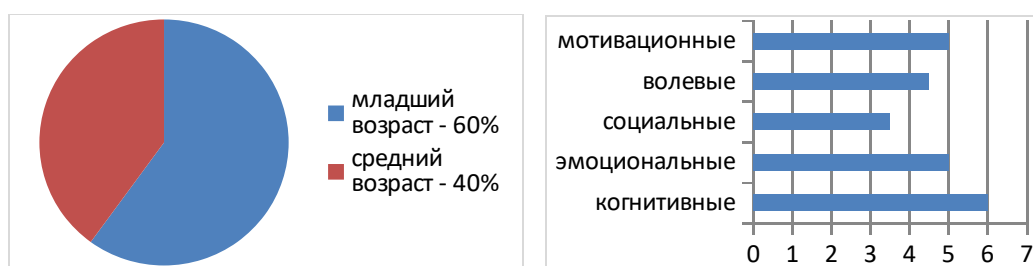 младший
возраст - 60%
средний
возраст - 40%
мотивационные
волевые
социальные
эмоциональные
когнитивные
0 1 2 3 4 5 6 7